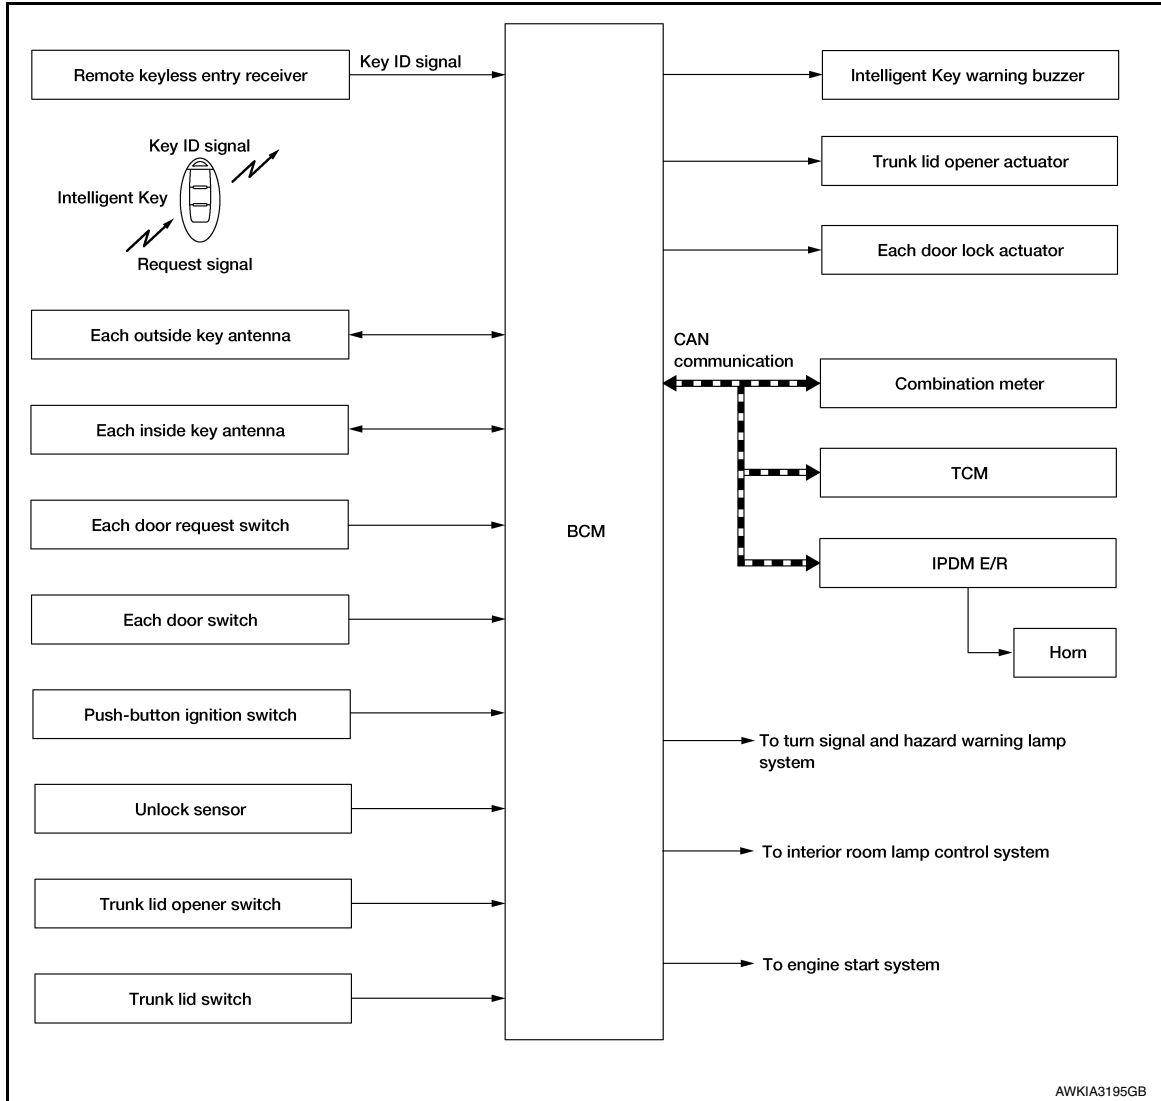 Remote keyless entry receiver
Key ID signal
Key ID signal
Intelligent Key
Request signal
Each outside key antenna
Each inside key antenna
Each door request switch
Each door switch
Push-button ignition switch
Unlock sensor
Trunk lid opener switch
Trunk lid switch
BCM
Intelligent Key warning buzzer
Trunk lid opener actuator
Each door lock actuator
CAN
communication
Combination meter
TCM
IPDM E/R
Horn
To turn signal and hazard warning lamp
system
To interior room lamp control system
To engine start system
AWKIA3195GB